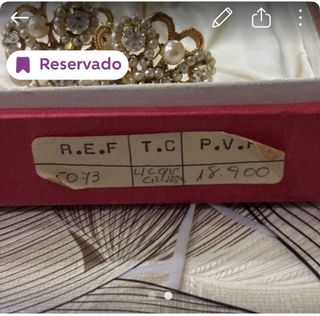 Reservado
R.E.F T.C P.V.P
5073 18.900